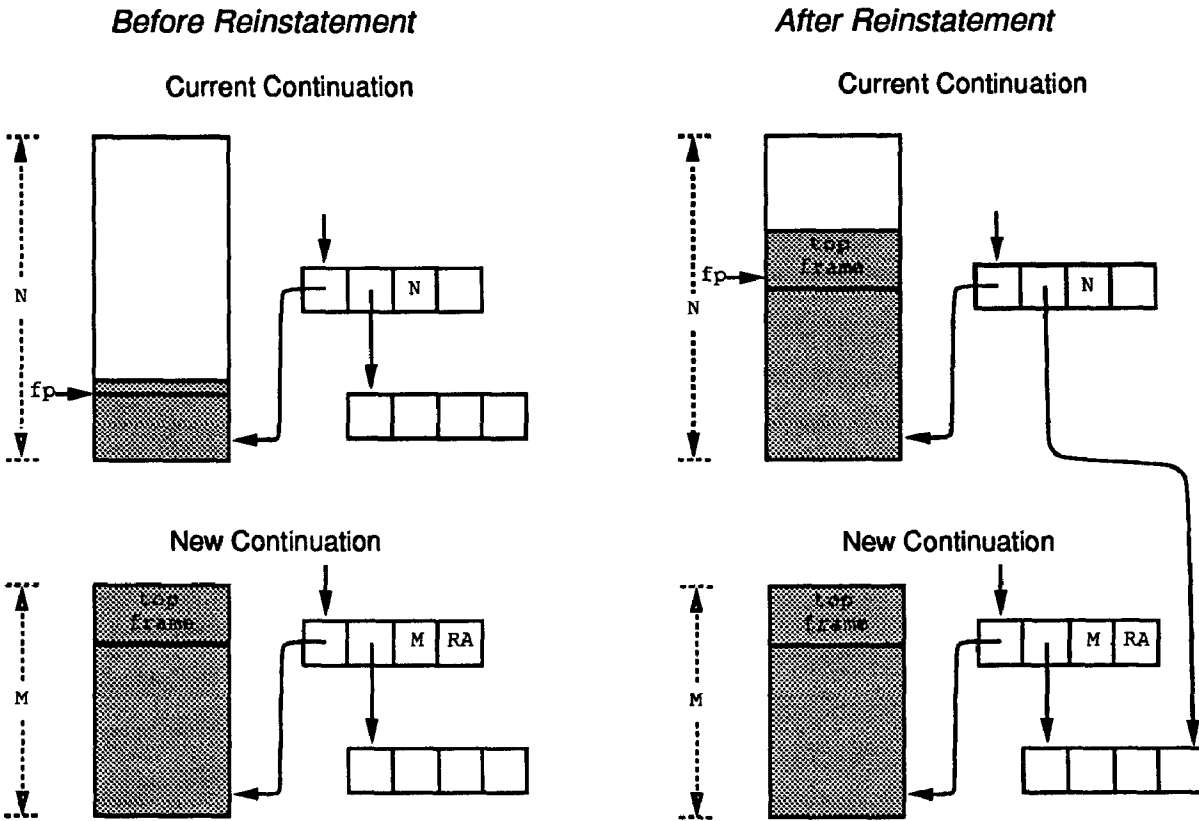 Before Reinstatement
After Reinstatement
Current Continuation
Current Continuation
N
N
fp
fp
top
frame
N
N
New Continuation
New Continuation
M
M
top
frame
top
frame
M RA
M RA